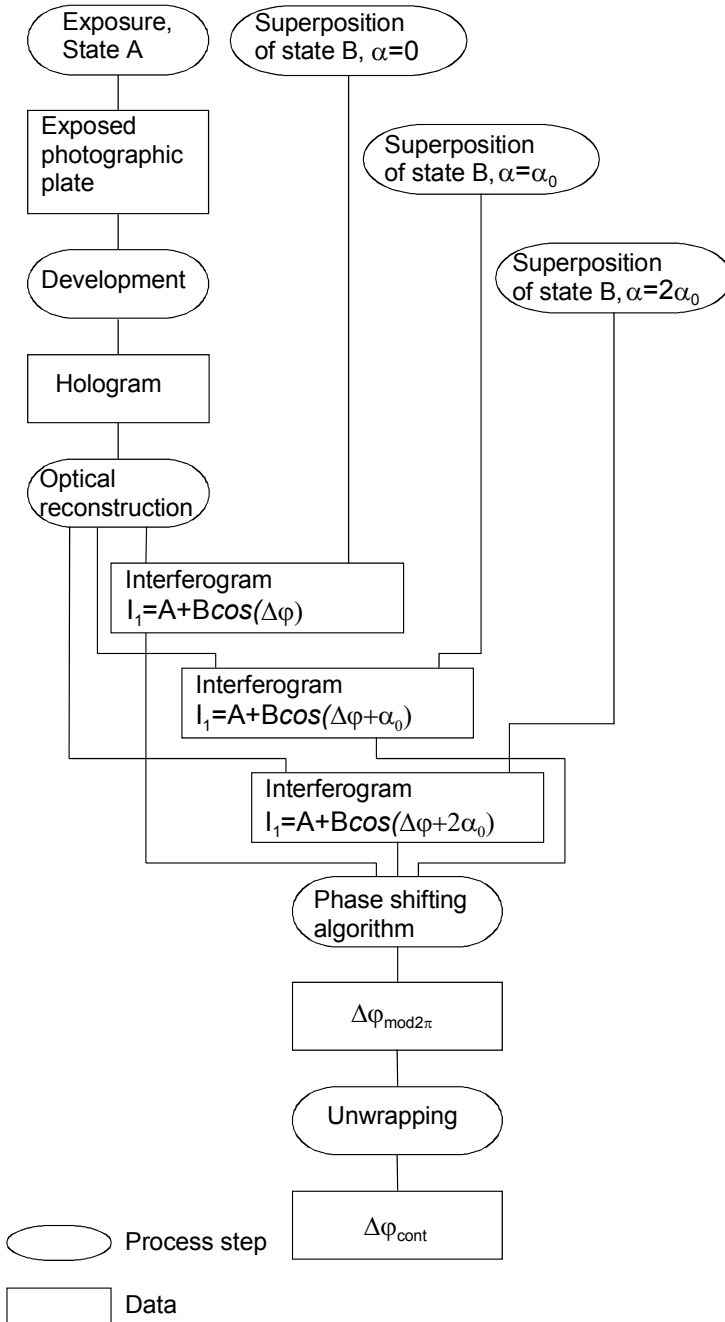 Exposure,
State A
Superposition
of state B, α=0
Exposed
photographic
plate
Superposition
of state B, α=α₀
Development
Superposition
of state B, α=2α₀
Hologram
Optical
reconstruction
Interferogram
I₁=A+Bcos(Δφ)
Interferogram
I₁=A+Bcos(Δφ+α₀)
Interferogram
I₁=A+Bcos(Δφ+2α₀)
Phase shifting
algorithm
Δφmod2π
Unwrapping
Δφcont
Process step
Data